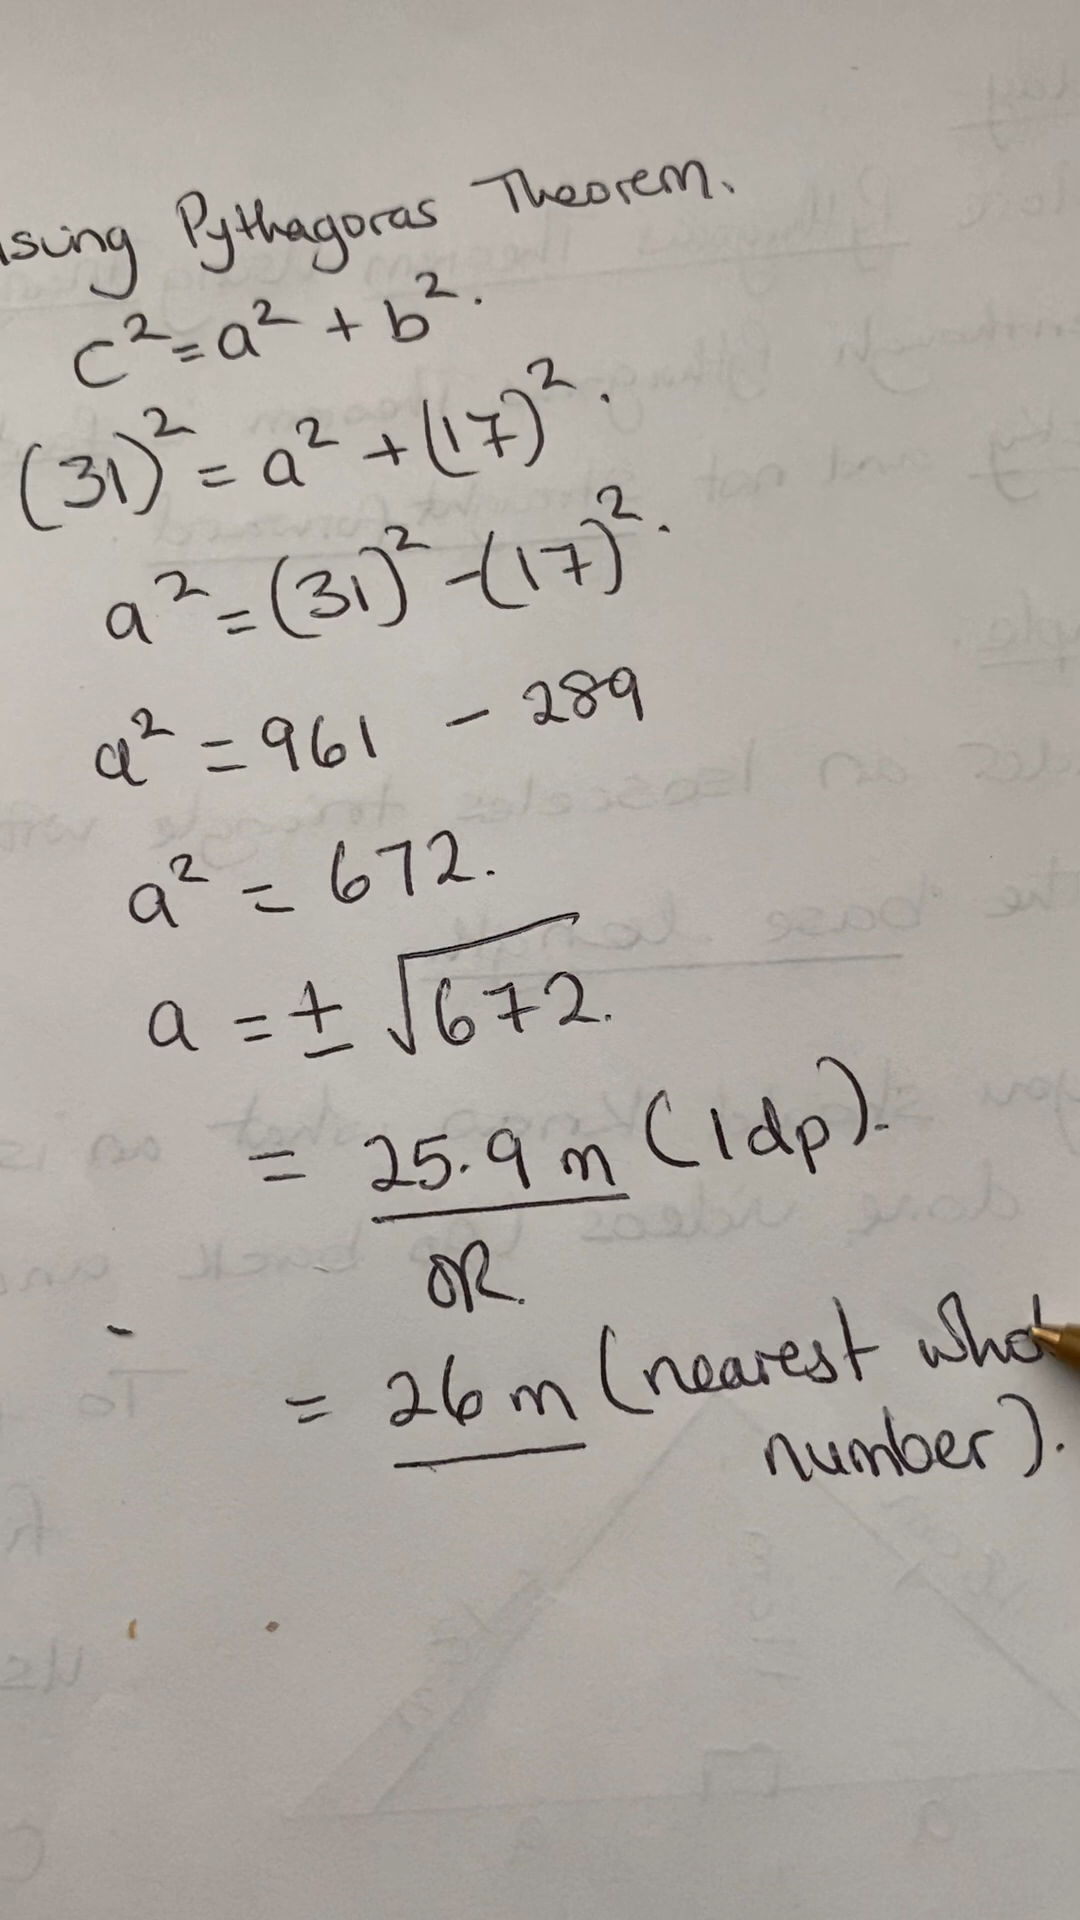 sing Pythagoras Theorem.
c² = a² + b².
(31)² = a² + (17)².
a² = (31)² - (17)².
a² = 961 - 289
a² = 672.
a = ± √672.
= 25.9 m (1dp).
OR.
= 26 m (nearest
number).